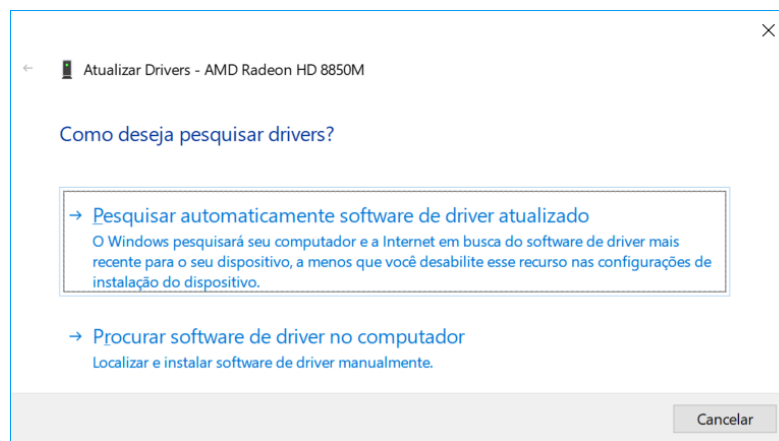 Atualizar Drivers - AMD Radeon HD 8850M
Como deseja pesquisar drivers?
→ Pesquisar automaticamente software de driver atualizado
O Windows pesquisará seu computador e a Internet em busca do software de driver mais
recente para o seu dispositivo, a menos que você desabilite esse recurso nas configurações de
instalação do dispositivo.
→ Procurar software de driver no computador
Localizar e instalar software de driver manualmente.
Cancelar